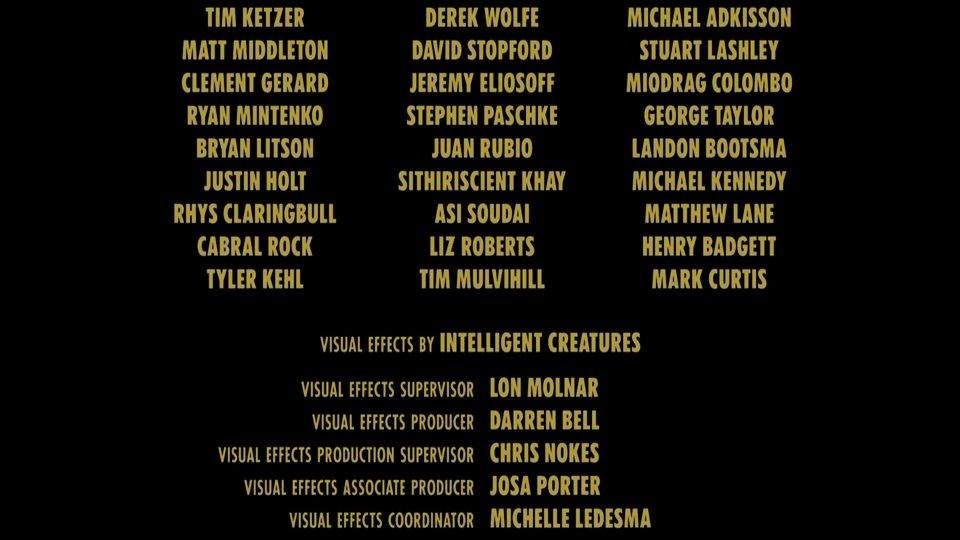 TIM KETZER DEREK WOLFE MICHAEL ADKISSON
MATT MIDDLETON DAVID STOPFORD STUART LASHLEY
CLEMENT GERARD JEREMY ELIOSOFF MIODRAG COLOMBO
RYAN MINTENKO STEPHEN PASCHKE GEORGE TAYLOR
BRYAN LITSON JUAN RUBIO LANDON BOOTSMA
JUSTIN HOLT SITHIRISCIENT KHAY MICHAEL KENNEDY
RHYS CLARINGBULL ASI SOUDAI MATTHEW LANE
CABRAL ROCK LIZ ROBERTS HENRY BADGETT
TYLER KEHL TIM MULVIHILL MARK CURTIS
VISUAL EFFECTS BY INTELLIGENT CREATURES
VISUAL EFFECTS SUPERVISOR LON MOLNAR
VISUAL EFFECTS PRODUCER DARREN BELL
VISUAL EFFECTS PRODUCTION SUPERVISOR CHRIS NOKES
VISUAL EFFECTS ASSOCIATE PRODUCER JOSA PORTER
VISUAL EFFECTS COORDINATOR MICHELLE LEDESMA